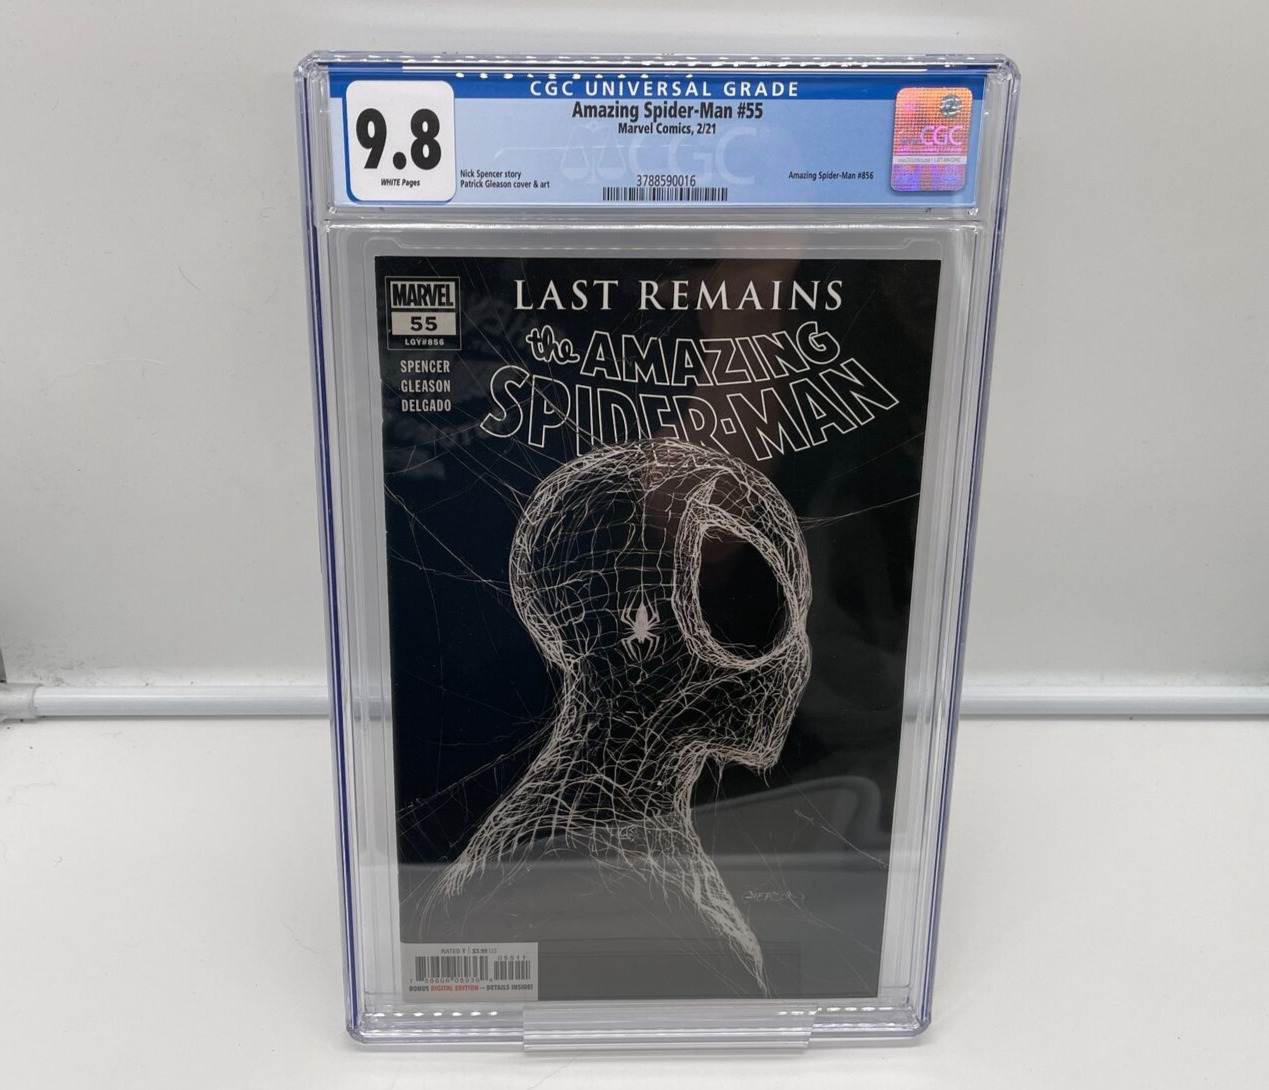 CGC UNIVERSAL GRADE
9.8
WHITE Pages
Amazing Spider-Man #55
Marvel Comics, 2/21
Nick Spencer story
Patrick Gleason cover & art
3788590016
Amazing Spider-Man #856
CGC
CGC
LAST REMAINS
MARVEL
55
LGY#856
the AMAZING
SPIDER-MAN
SPENCER
GLEASON
DELGADO
RATED T $3.99 US
05511
BONUS DIGITAL EDITION – DETAILS INSIDE!